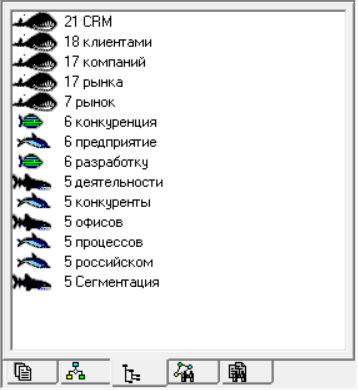 21 CRM
18 клиентами
17 компаний
17 рынка
7 рынок
6 конкуренция
6 предприятие
6 разработку
5 деятельности
5 конкуренты
5 офисов
5 процессов
5 российском
5 Сегментация